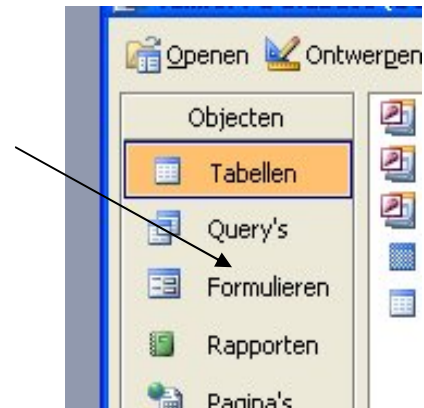 Openen Ontwerpen
Objecten
Tabellen
Query's
Formulieren
Rapporten
Pagina's